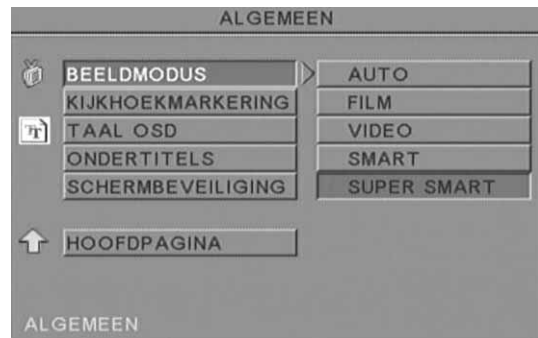 ALGEMEEN
BEELDMODUS
KIJKHOEKMARKERING
TAAL OSD
ONDERTITELS
SCHERMBEVEILIGING
HOOFDPAGINA
AUTO
FILM
VIDEO
SMART
SUPER SMART
ALGEMEEN